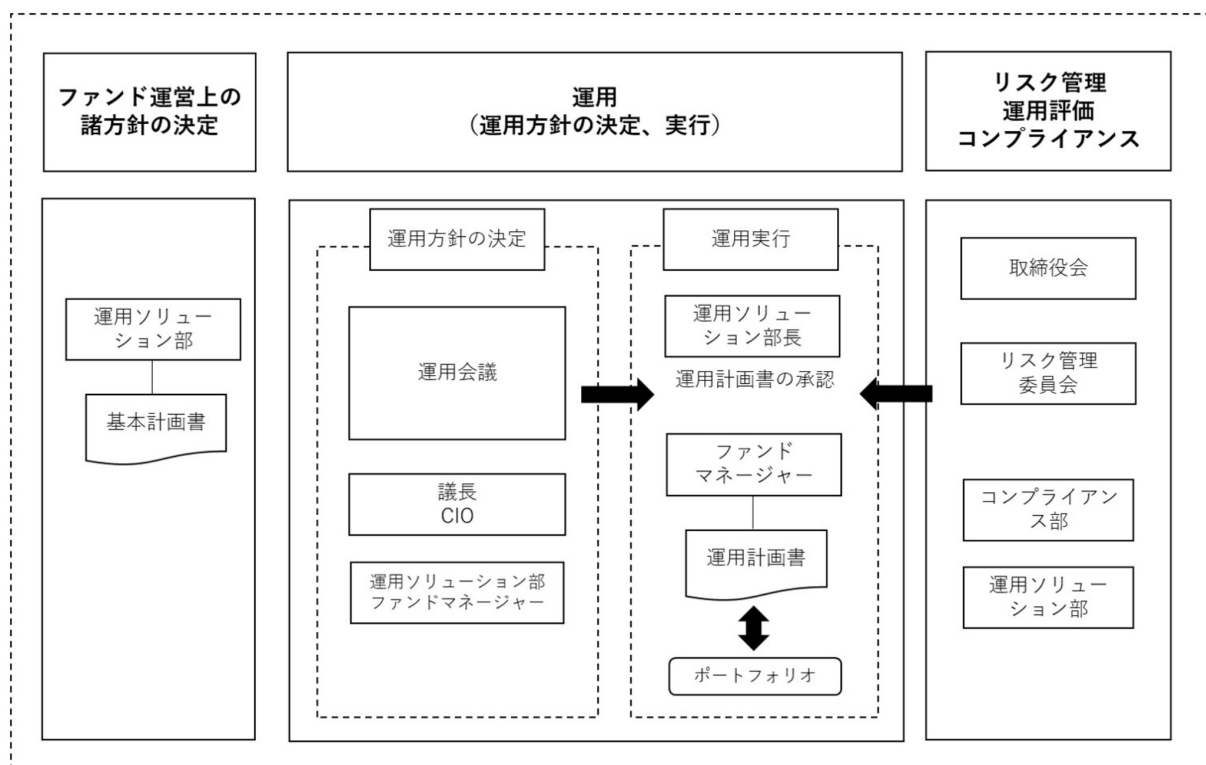 ファンド運営上の
諸方針の決定
運用
（運用方針の決定、実行）
リスク管理
運用評価
コンプライアンス
運用ソリュー
ション部
基本計画書
運用方針の決定
運用会議
議長
CIO
運用ソリューション部
ファンドマネージャー
運用実行
運用ソリュー
ション部長
運用計画書の承認
ファンド
マネージャー
運用計画書
ポートフォリオ
取締役会
リスク管理
委員会
コンプライアン
ス部
運用ソリュー
ション部